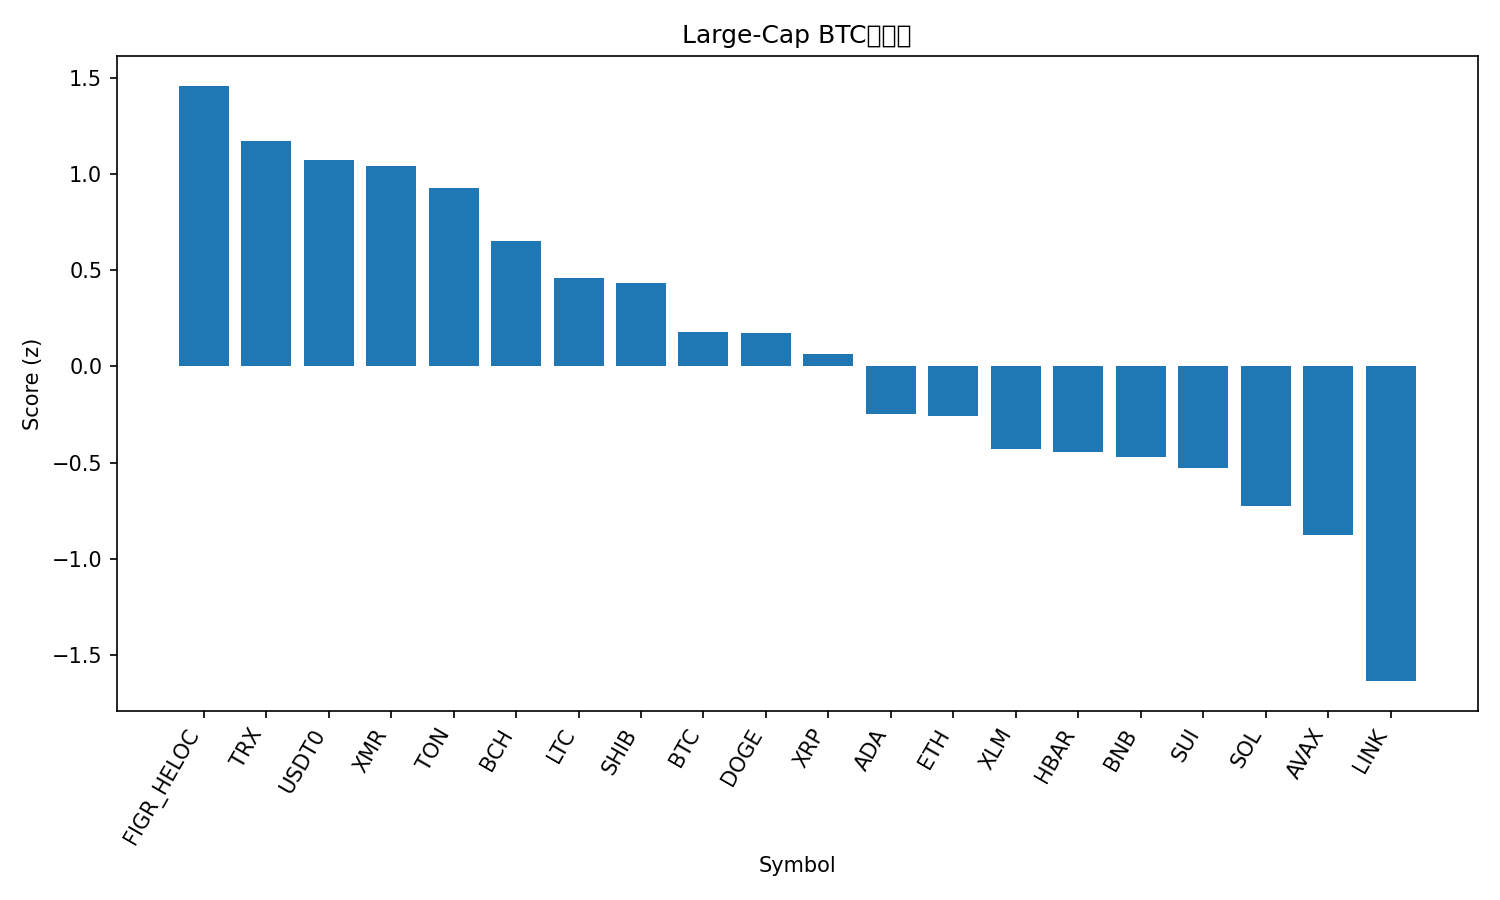 Large-Cap BTC
1.5
1.0
0.5
0.0
−0.5
−1.0
−1.5
Score (z)
FIGR_HELOC
TRX
USDT0
XMR
TON
BCH
LTC
SHIB
BTC
DOGE
XRP
ADA
ETH
XLM
HBAR
BNB
SUI
SOL
AVAX
LINK
Symbol